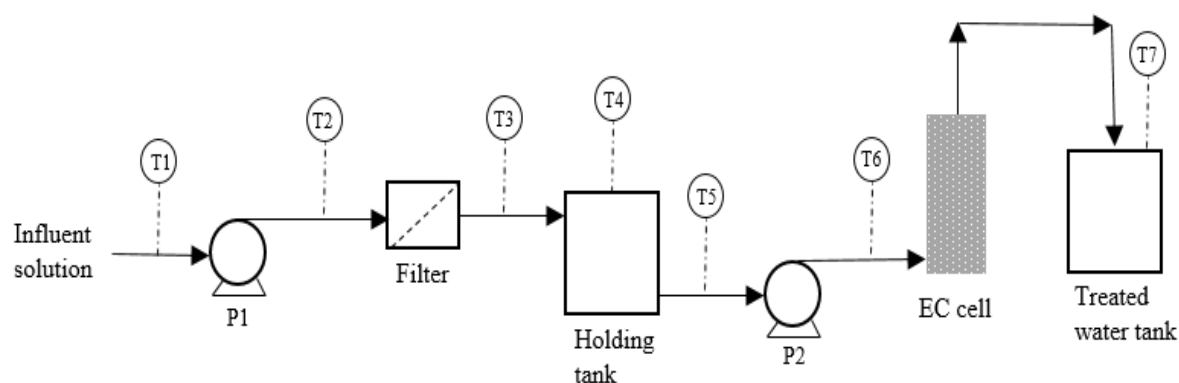 T1
T2
T3
T4
T5
T6
T7
Influent
solution
P1
Filter
Holding
tank
P2
EC cell
Treated
water tank